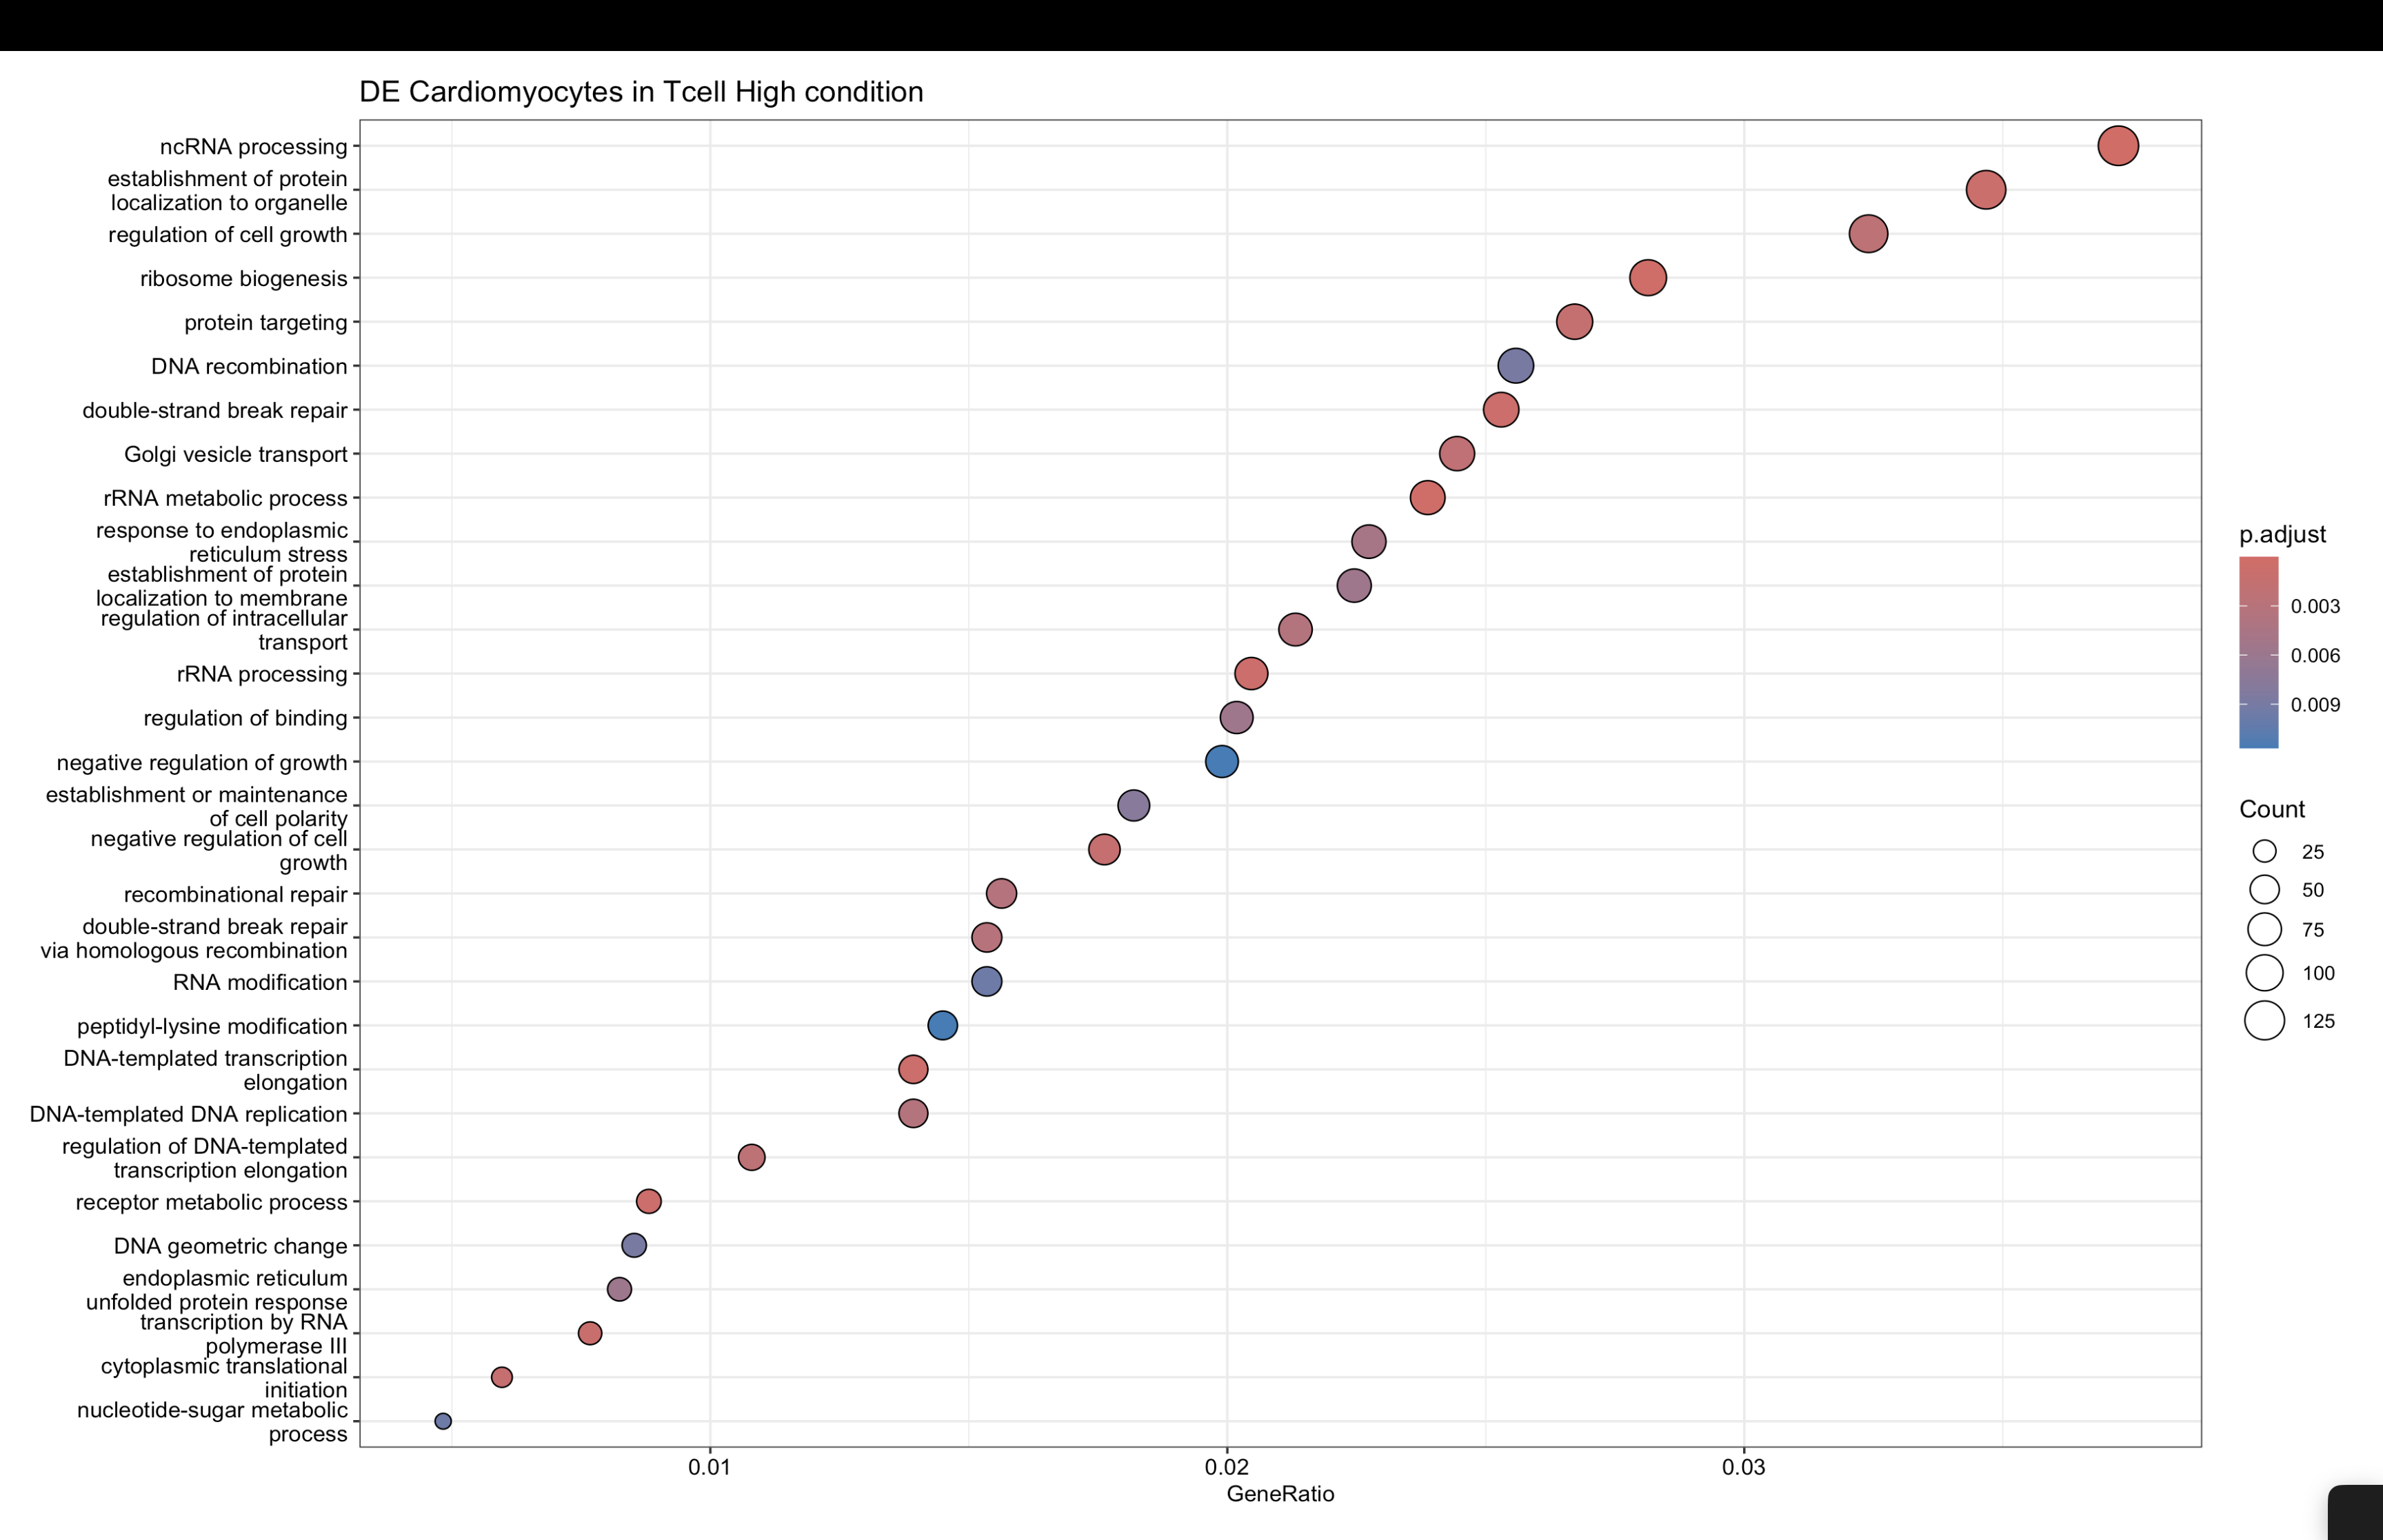 DE Cardiomyocytes in Tcell High condition
ncRNA processing
establishment of protein
localization to organelle
regulation of cell growth
ribosome biogenesis
protein targeting
DNA recombination
double-strand break repair
Golgi vesicle transport
rRNA metabolic process
response to endoplasmic
reticulum stress
establishment of protein
localization to membrane
regulation of intracellular
transport
rRNA processing
regulation of binding
negative regulation of growth
establishment or maintenance
of cell polarity
negative regulation of cell
growth
recombinational repair
double-strand break repair
via homologous recombination
RNA modification
peptidyl-lysine modification
DNA-templated transcription
elongation
DNA-templated DNA replication
regulation of DNA-templated
transcription elongation
receptor metabolic process
DNA geometric change
endoplasmic reticulum
unfolded protein response
transcription by RNA
polymerase III
cytoplasmic translational
initiation
nucleotide-sugar metabolic
process
0.01
0.02
0.03
GeneRatio
p.adjust
0.003
0.006
0.009
Count
25
50
75
100
125